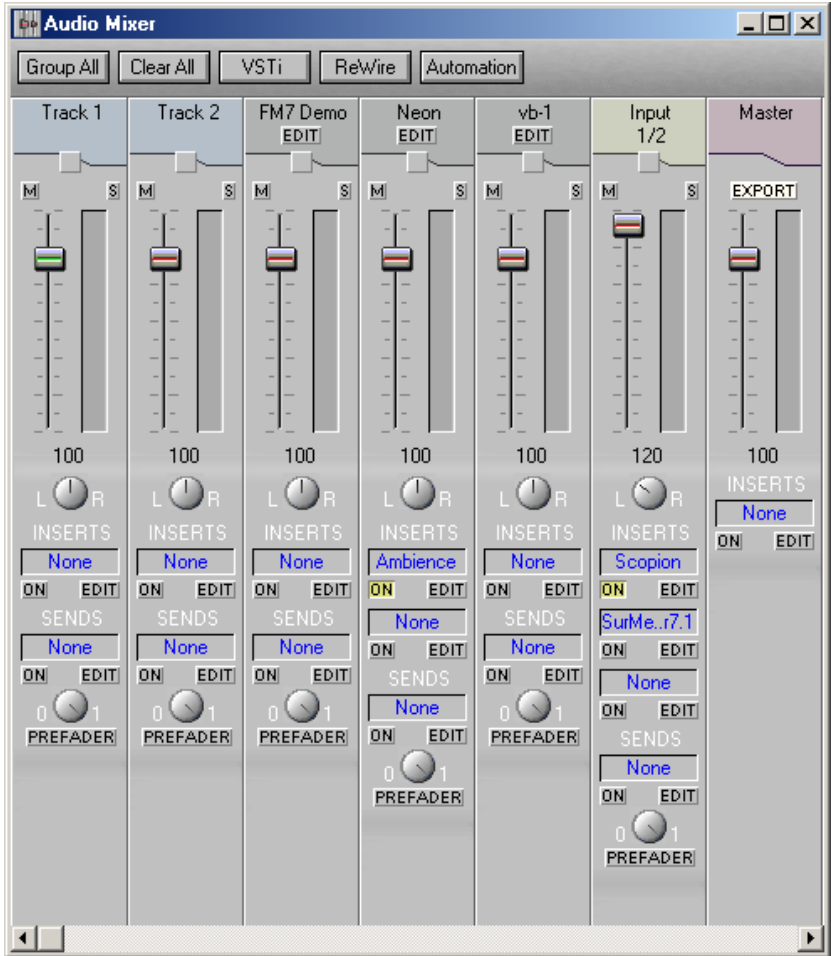 Audio Mixer
Group All Clear All VSTi ReWire Automation
Track 1 Track 2 FM7 Demo Neon vb-1 Input Master
EDIT EDIT EDIT 1/2
M S M S M S M S M S M S EXPORT
100 100 100 100 100 120 100
L R L R L R L R L R L R INSERTS
None
INSERTS INSERTS INSERTS INSERTS INSERTS INSERTS ON EDIT
None None None Ambience None Scopion
ON EDIT ON EDIT ON EDIT ON EDIT ON EDIT ON EDIT
SENDS SENDS SENDS None SENDS SurMe..r7.1
None None None ON EDIT None ON EDIT
ON EDIT ON EDIT ON EDIT SENDS ON EDIT None
0 1 0 1 0 1 None 0 1 ON EDIT
PREFADER PREFADER PREFADER ON EDIT PREFADER SENDS
0 1 None
PREFADER ON EDIT
0 1
PREFADER